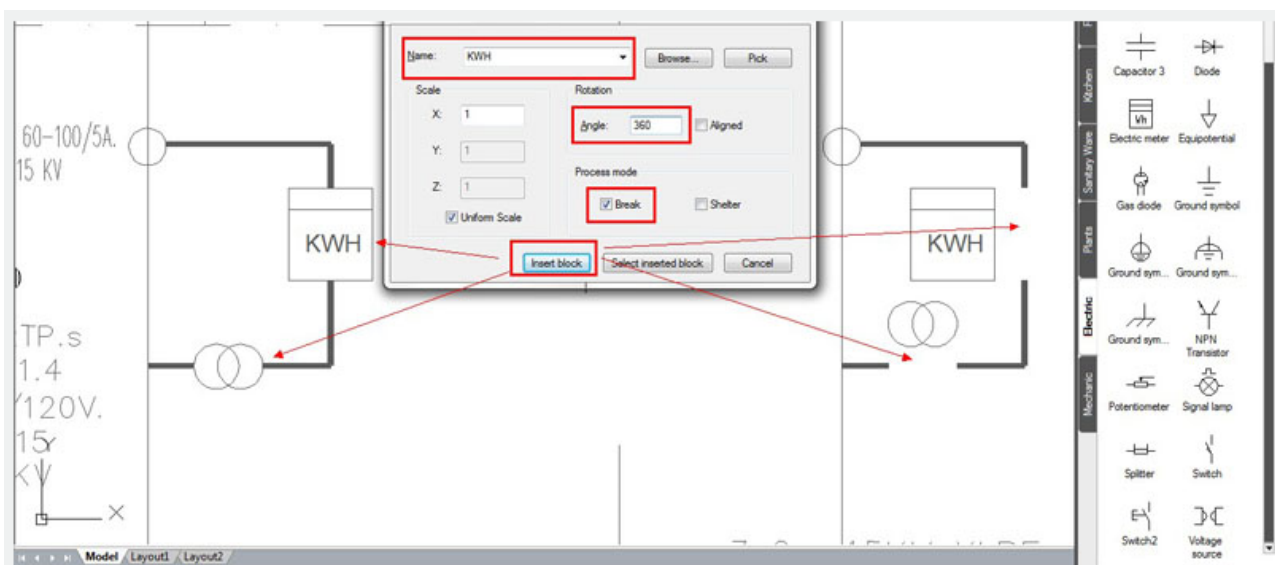 60-100/5A.
15 KV
KWH
TP.s
1.4
/120V.
15
KV
Y
X
Name: KWH Browse... Pick
Scale
X: 1
Y: 1
Z: 1
Uniform Scale
Rotation
Angle: 360 Aligned
Process mode
Break Shelter
Insert block Select inserted block Cancel
KWH
Model Layout1 Layout2
Kitchen
Sanitary Ware
Plants
Electric
Mechanic
Capacitor 3 Diode
Wh
Electric meter Equipotential
Gas diode Ground symbol
Ground sym... Ground sym...
Ground sym... NPN
Transistor
Potentiometer Signal lamp
Splitter Switch
Switch2 Voltage
source